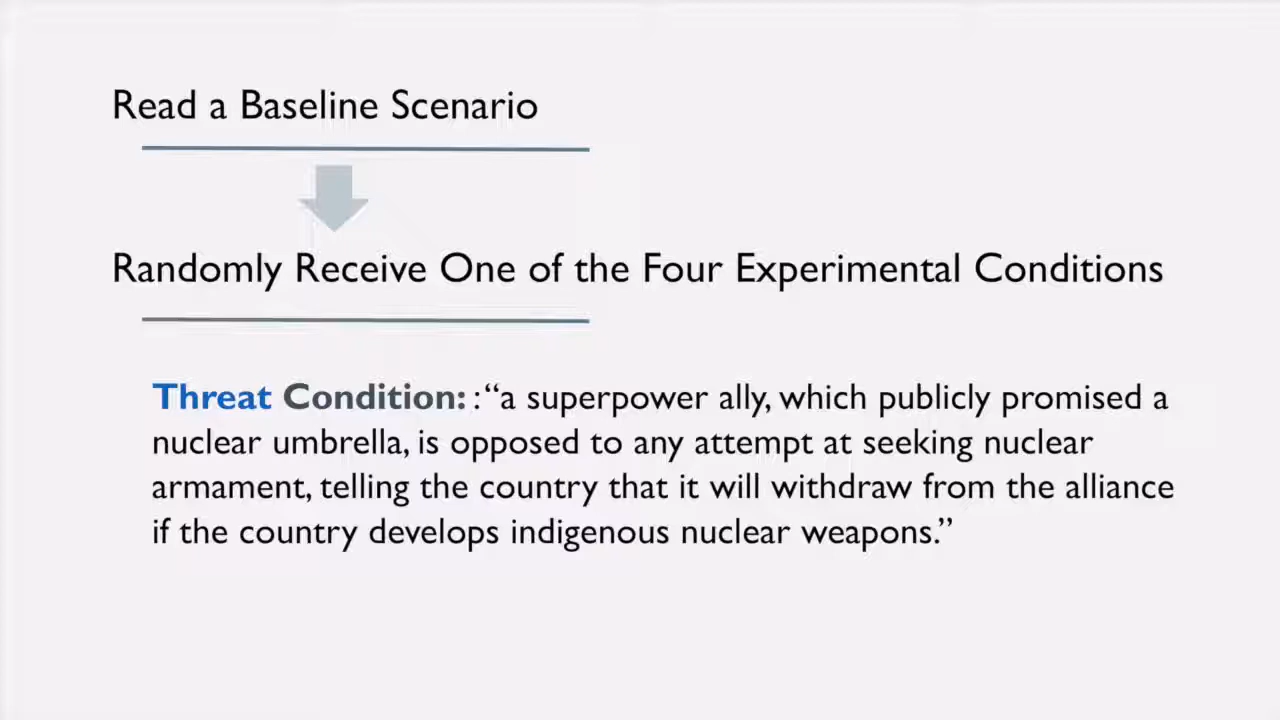 Read a Baseline Scenario
Randomly Receive One of the Four Experimental Conditions
Threat Condition: : “a superpower ally, which publicly promised a
nuclear umbrella, is opposed to any attempt at seeking nuclear
armament, telling the country that it will withdraw from the alliance
if the country develops indigenous nuclear weapons.”